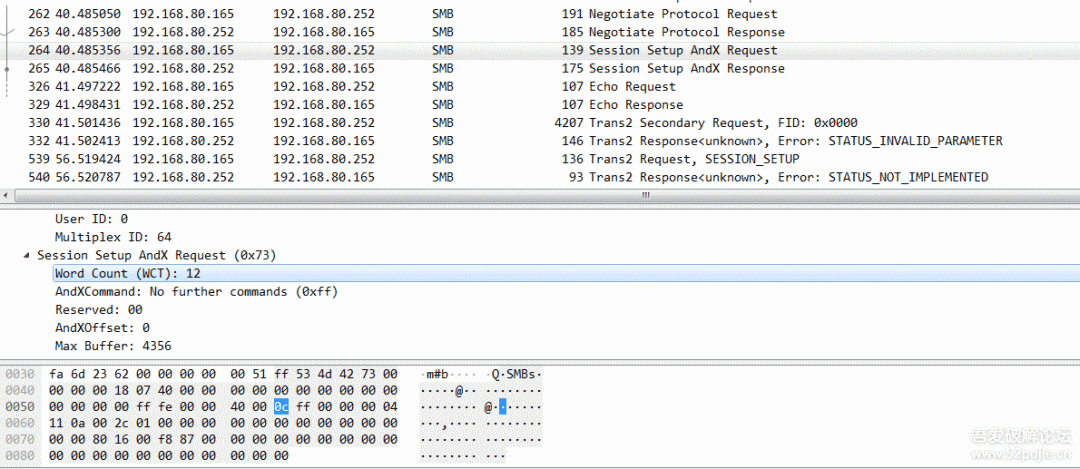 262 40.485050 192.168.80.165 192.168.80.252 SMB 191 Negotiate Protocol Request
263 40.485300 192.168.80.252 192.168.80.165 SMB 185 Negotiate Protocol Response
264 40.485356 192.168.80.165 192.168.80.252 SMB 139 Session Setup AndX Request
265 40.485466 192.168.80.252 192.168.80.165 SMB 175 Session Setup AndX Response
326 41.497222 192.168.80.165 192.168.80.252 SMB 107 Echo Request
329 41.498431 192.168.80.252 192.168.80.165 SMB 107 Echo Response
330 41.501436 192.168.80.165 192.168.80.252 SMB 4207 Trans2 Secondary Request, FID: 0x0000
332 41.502413 192.168.80.252 192.168.80.165 SMB 146 Trans2 Response<unknown>, Error: STATUS_INVALID_PARAMETER
539 56.519424 192.168.80.165 192.168.80.252 SMB 136 Trans2 Request, SESSION_SETUP
540 56.520787 192.168.80.252 192.168.80.165 SMB 93 Trans2 Response<unknown>, Error: STATUS_NOT_IMPLEMENTED
User ID: 0
Multiplex ID: 64
Session Setup AndX Request (0x73)
Word Count (WCT): 12
AndXCommand: No further commands (0xff)
Reserved: 00
AndXOffset: 0
Max Buffer: 4356
0030 fa 6d 23 62 00 00 00 00 00 51 ff 53 4d 42 73 00 ·m#b···· ·Q·SMBs·
0040 00 00 00 18 07 40 00 00 00 00 00 00 00 00 00 00 ·····@·· ········
0050 00 00 00 00 ff fe 00 00 40 00 0c ff 00 00 00 04 ········ @·······
0060 11 0a 00 2c 01 00 00 00 00 00 00 00 00 00 00 00 ···,···· ········
0070 00 00 80 16 00 f8 87 00 00 00 00 00 00 00 00 00 ········ ········
0080 00 00 00 00 00 00 00 00 00 00 00 ········ ···
吾爱破解论坛
www.52pojie.cn